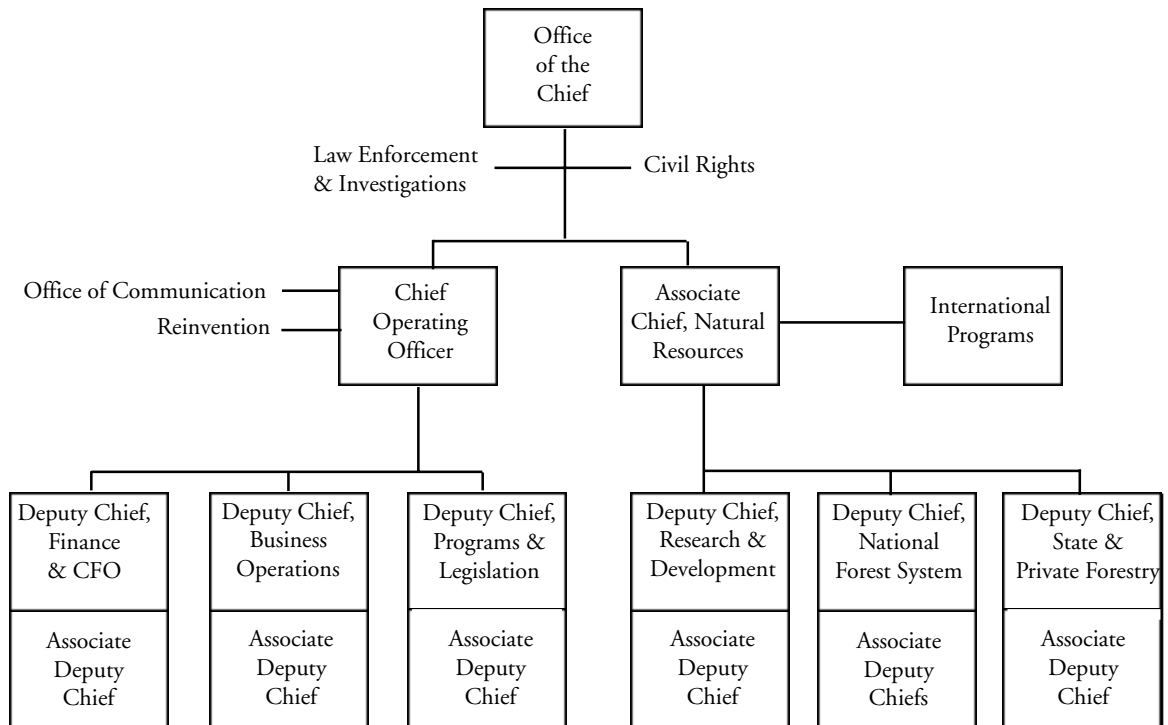 Office
of the
Chief
Law Enforcement
& Investigations
Civil Rights
Office of Communication
Reinvention
Chief
Operating
Officer
Associate
Chief, Natural
Resources
International
Programs
Deputy Chief,
Finance
& CFO
Deputy Chief,
Business
Operations
Deputy Chief,
Programs &
Legislation
Deputy Chief,
Research &
Development
Deputy Chief,
National
Forest System
Deputy Chief,
State &
Private Forestry
Associate
Deputy
Chief
Associate
Deputy
Chief
Associate
Deputy
Chief
Associate
Deputy
Chief
Associate
Deputy
Chiefs
Associate
Deputy
Chief